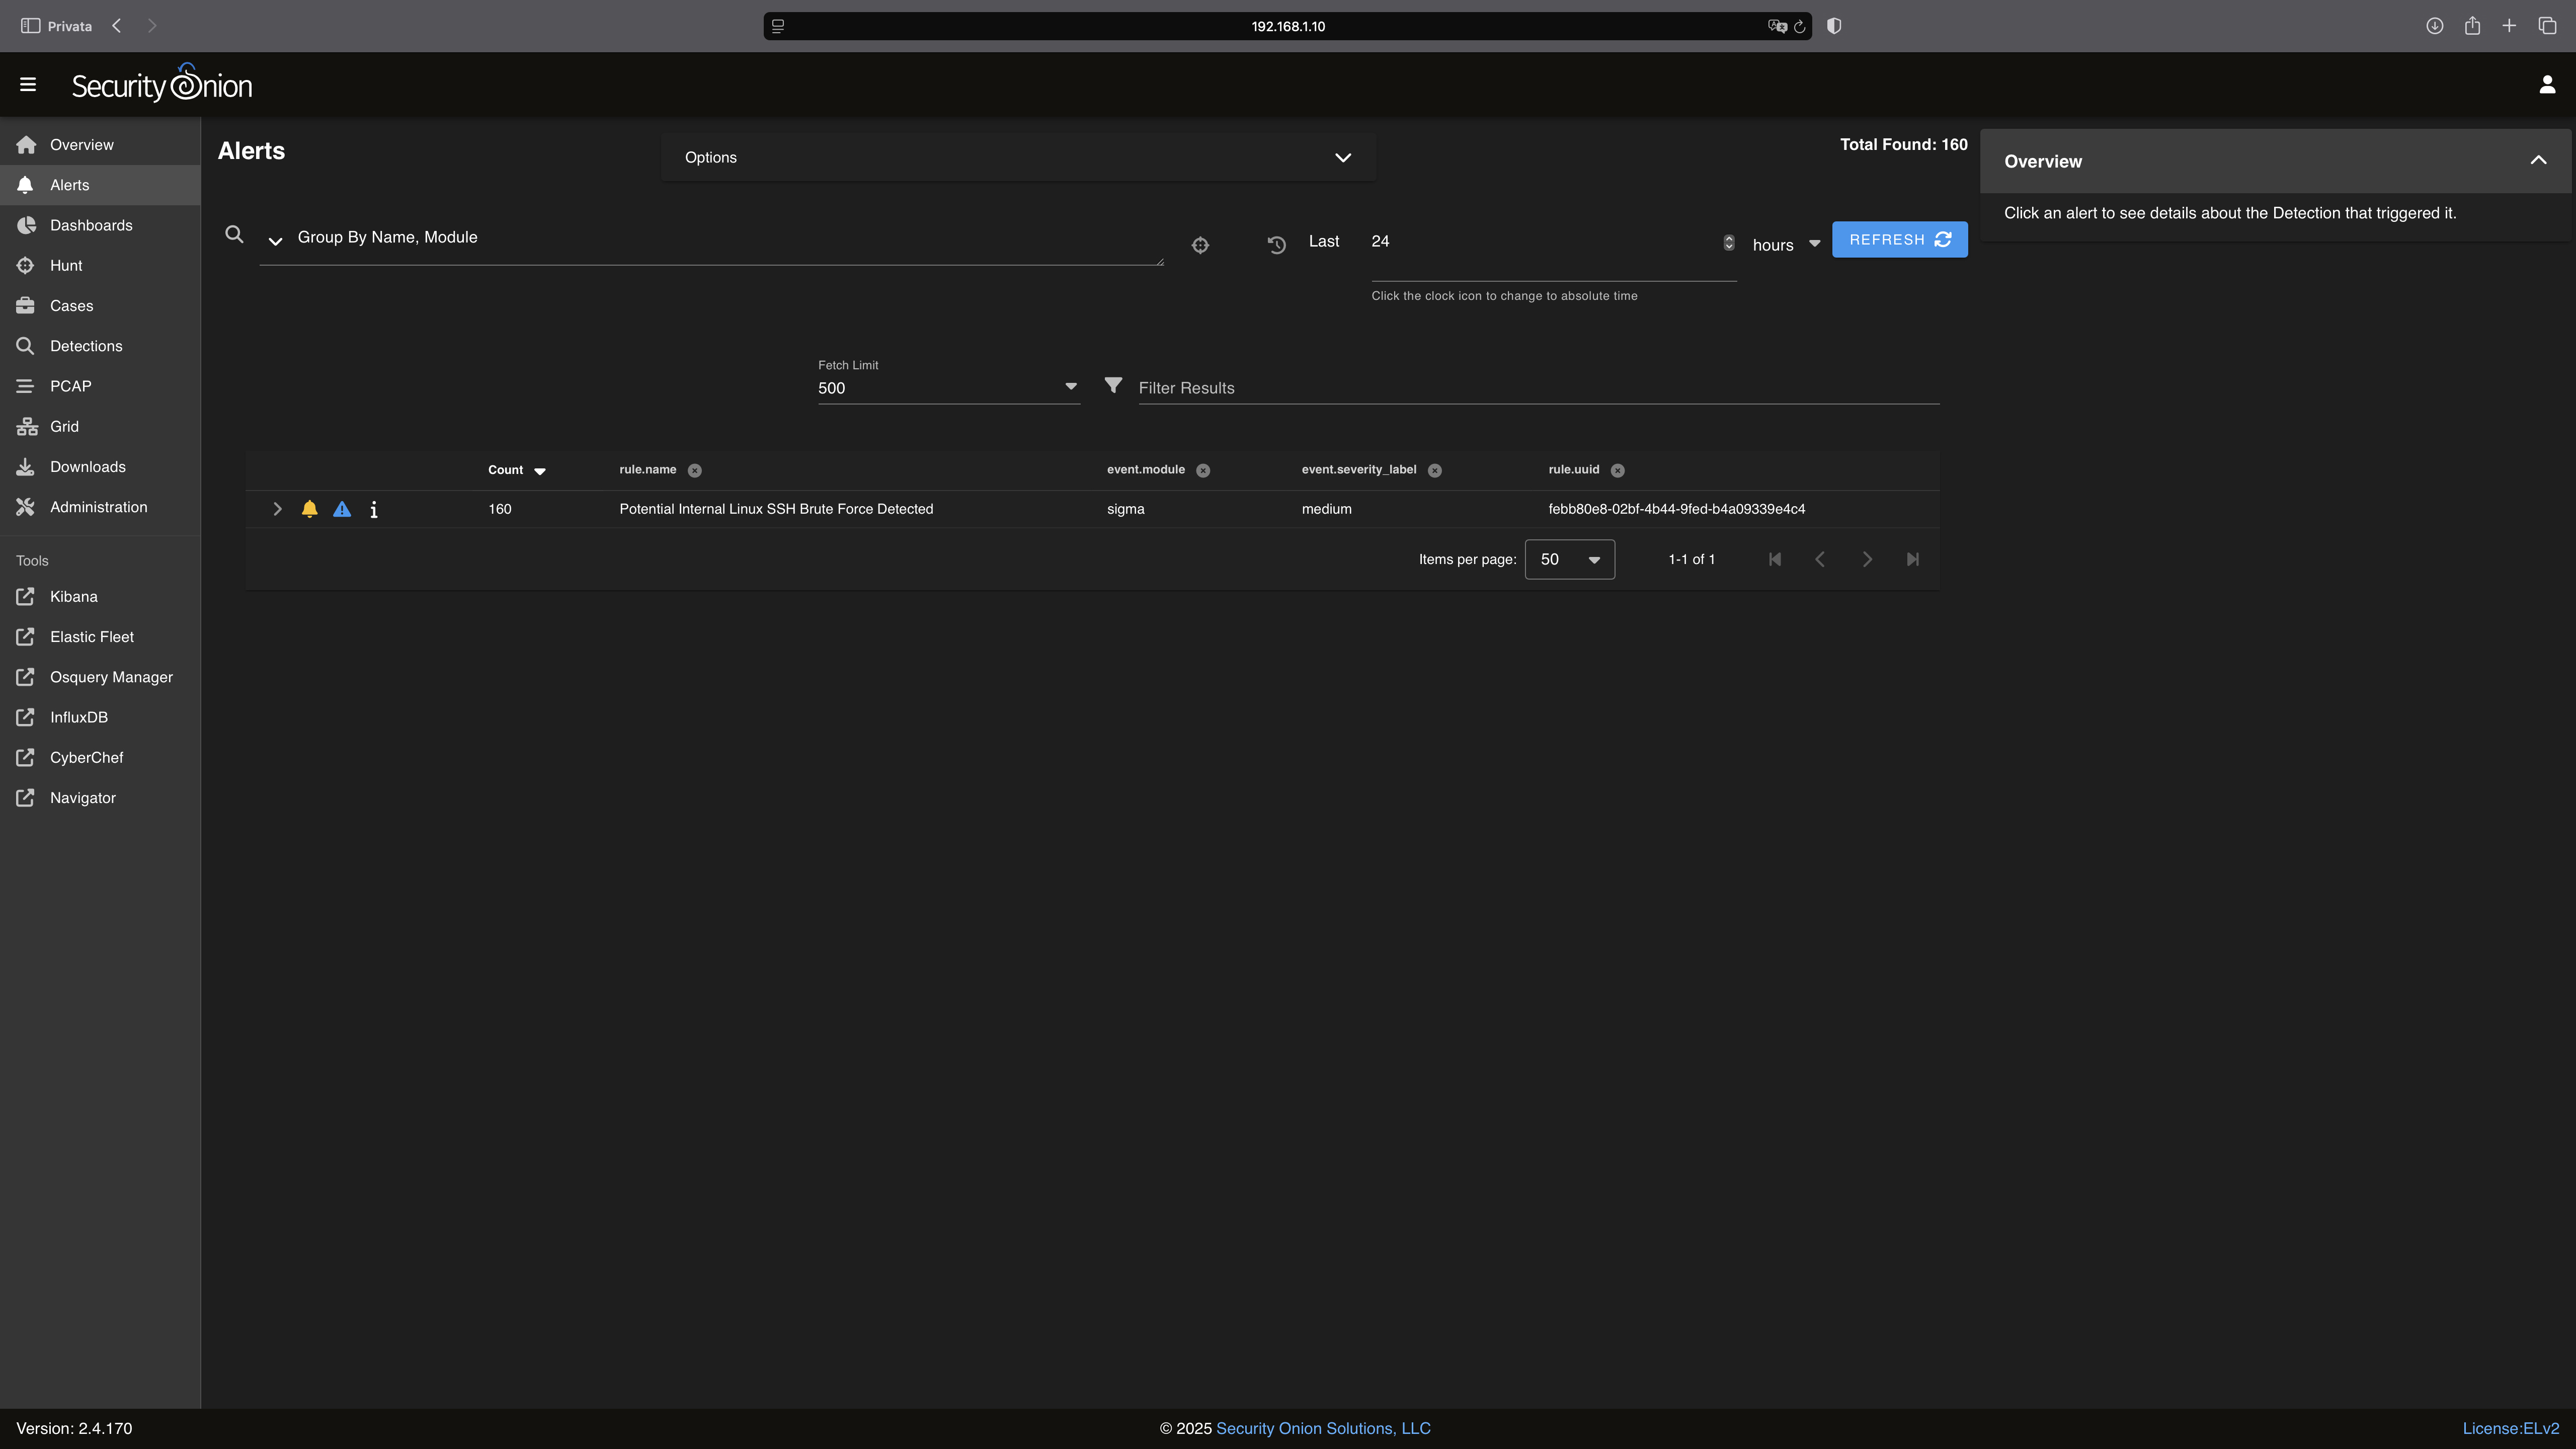 Privata
192.168.1.10
Security Onion
Overview
Alerts
Dashboards
Hunt
Cases
Detections
PCAP
Grid
Downloads
Administration
Tools
Kibana
Elastic Fleet
Osquery Manager
InfluxDB
CyberChef
Navigator
Alerts
Options
Total Found: 160
Group By Name, Module
Last 24 hours
REFRESH
Click the clock icon to change to absolute time
Fetch Limit
500
Filter Results
Count rule.name event.module event.severity_label rule.uuid
160 Potential Internal Linux SSH Brute Force Detected sigma medium febb80e8-02bf-4b44-9fed-b4a09339e4c4
Items per page: 50 1-1 of 1
Overview
Click an alert to see details about the Detection that triggered it.
Version: 2.4.170
© 2025 Security Onion Solutions, LLC
License:ELv2